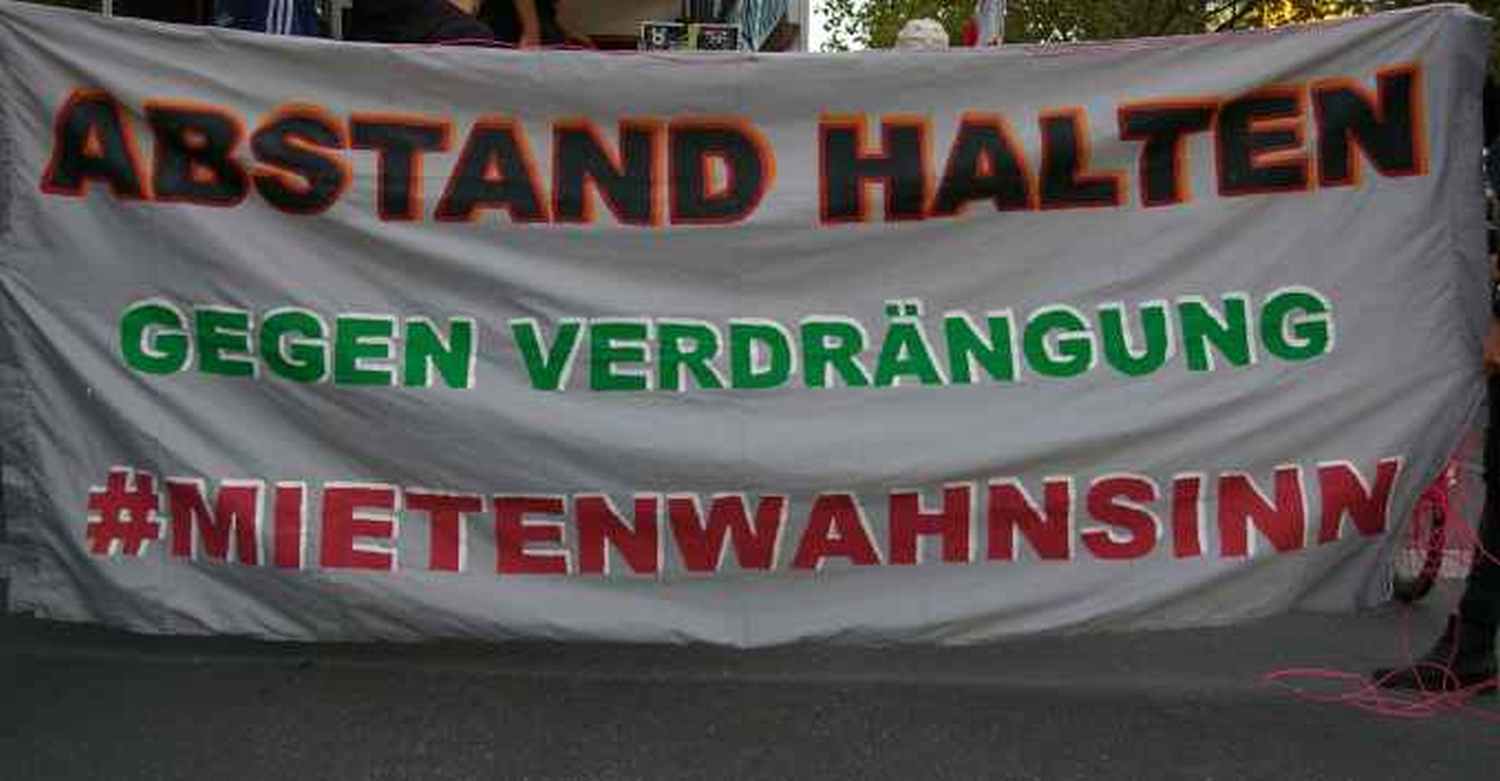 ABSTAND HALTEN
GEGEN VERDRÄNGUNG
#MIETENWAHNSINN